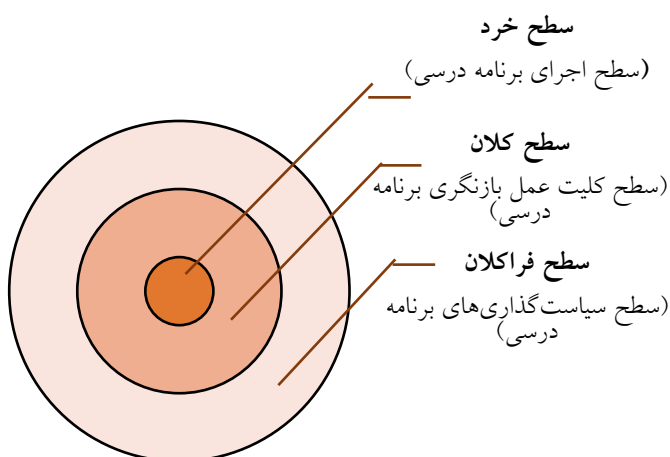 سطح خرد
(سطح اجرای برنامه درسی)
سطح کلان
(سطح کلیت عمل بازنگری برنامه
درسی)
سطح فراکلان
(سطح سیاست‌گذاری‌های برنامه
درسی)